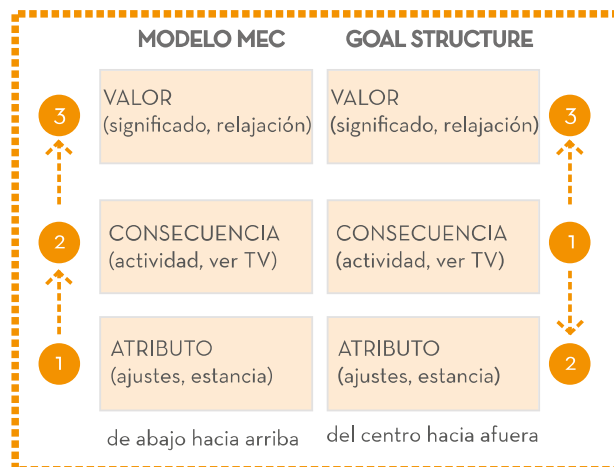 MODELO MEC
GOAL STRUCTURE
3
VALOR
(significado, relajación)
VALOR
(significado, relajación)
3
2
CONSECUENCIA
(actividad, ver TV)
CONSECUENCIA
(actividad, ver TV)
1
1
ATRIBUTO
(ajustes, estancia)
ATRIBUTO
(ajustes, estancia)
2
de abajo hacia arriba
del centro hacia afuera